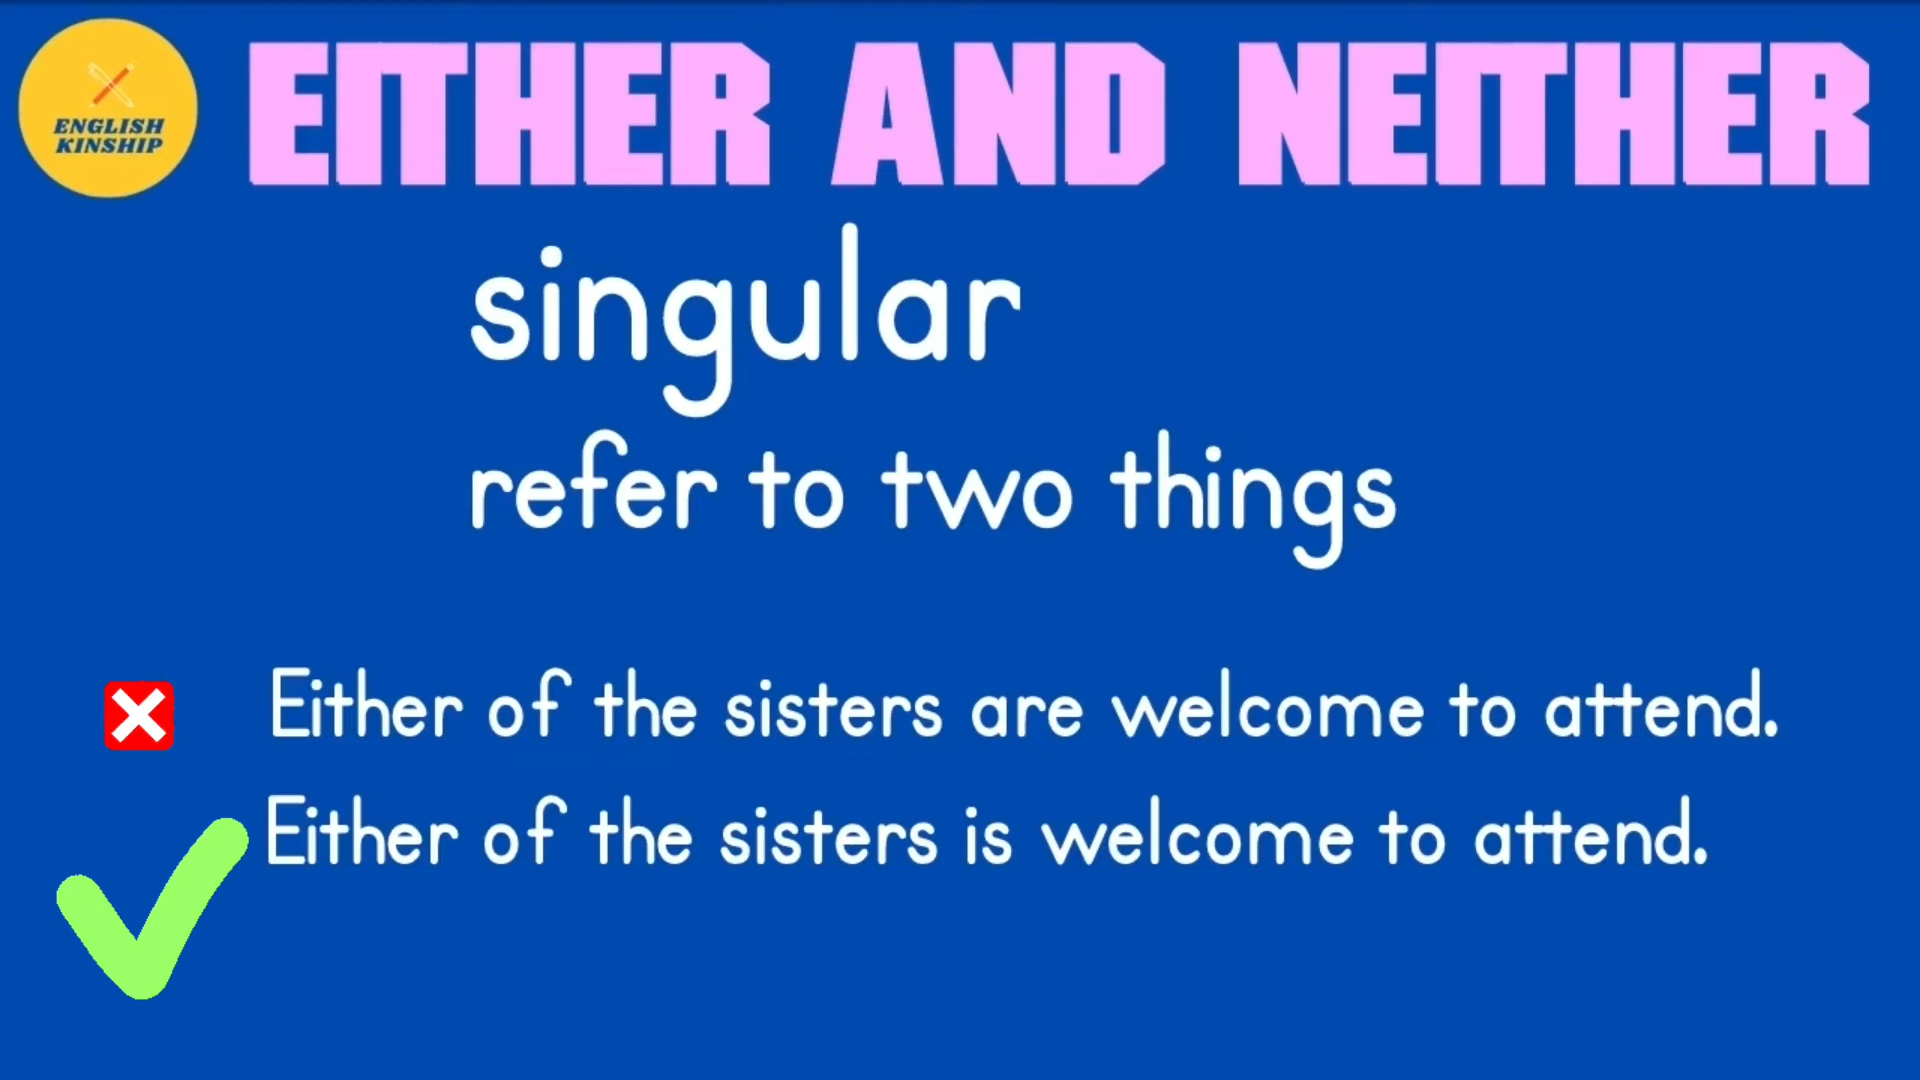 ENGLISH
KINSHIP
EITHER AND NEITHER
singular
refer to two things
Either of the sisters are welcome to attend.
Either of the sisters is welcome to attend.